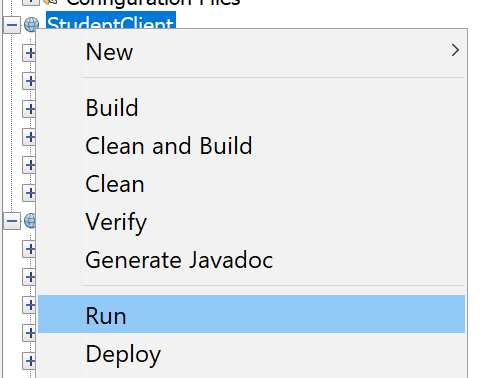 Configuration Files
StudentClient
New
Build
Clean and Build
Clean
Verify
Generate Javadoc
Run
Deploy